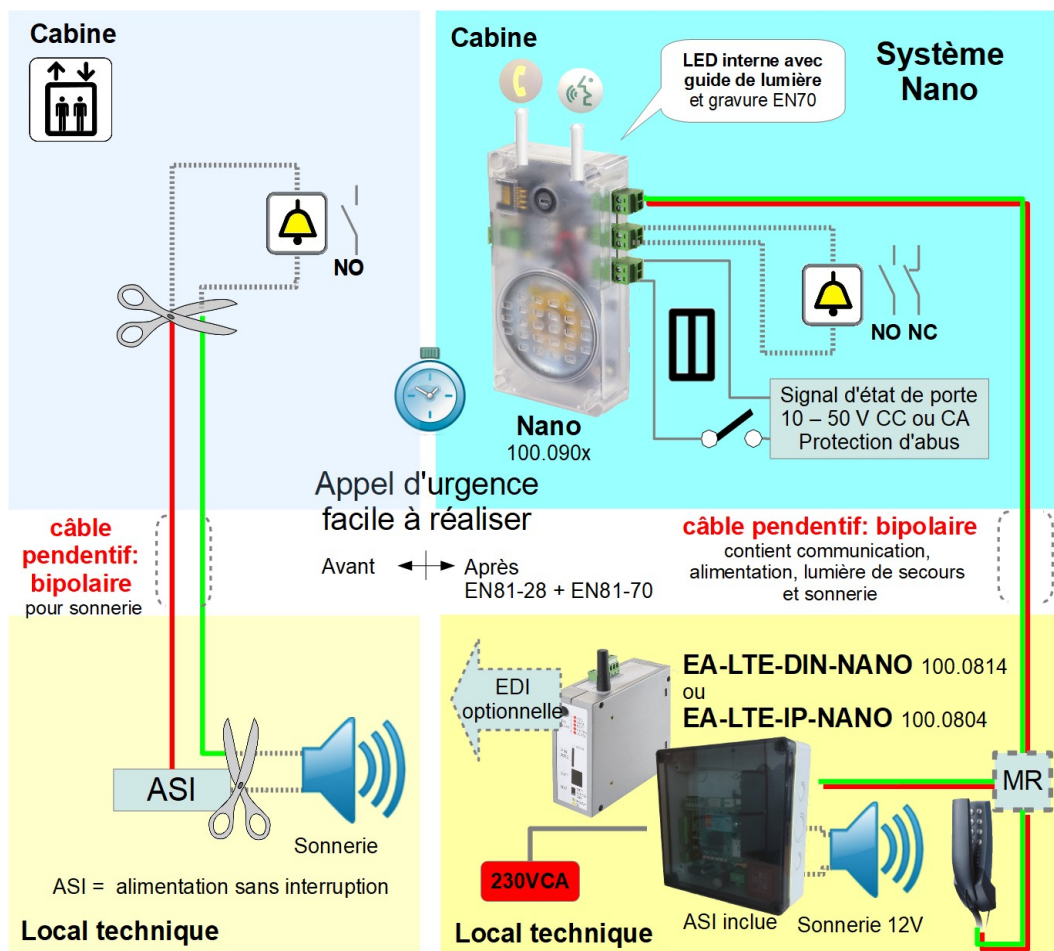 Cabine
NO
Cabine
LED interne avec
guide de lumière
et gravure EN70
Système
Nano
NO NC
Signal d'état de porte
10 – 50 V CC ou CA
Protection d'abus
Nano
100.090x
Appel d'urgence
facile à réaliser
Avant
Après
EN81-28 + EN81-70
câble
pendentif:
bipolaire
pour sonnerie
câble pendentif: bipolaire
contient communication,
alimentation, lumière de secours
et sonnerie
ASI
Sonnerie
ASI = alimentation sans interruption
Local technique
EDI
optionnelle
EA-LTE-DIN-NANO 100.0814
ou
EA-LTE-IP-NANO 100.0804
MR
230VCA
ASI inclue
Sonnerie 12V
Local technique